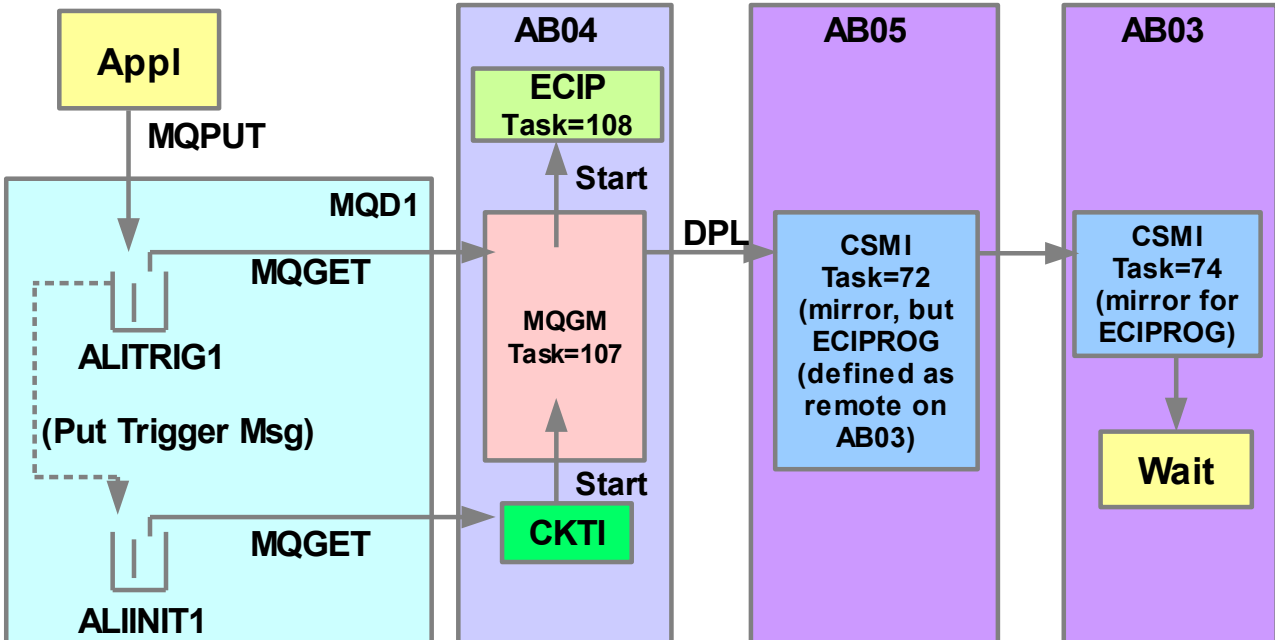 Appl
MQPUT
MQD1
MQGET
ALITRIG1
(Put Trigger Msg)
MQGET
ALIINIT1
AB04
ECIP
Task=108
Start
MQGM
Task=107
Start
CKTI
DPL
AB05
CSMI
Task=72
(mirror, but
ECIPROG
(defined as
remote on
AB03)
AB03
CSMI
Task=74
(mirror for
ECIPROG)
Wait